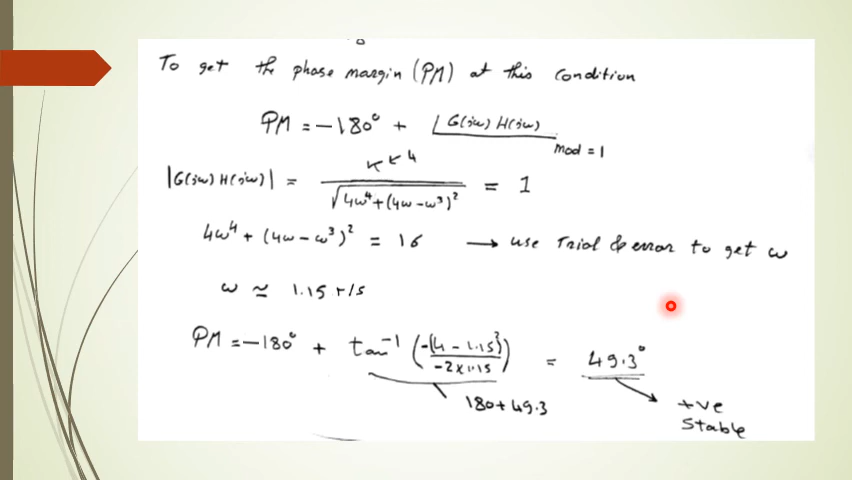 To get the phase margin (PM) at this condition
PM = -180° + ∠G(jω) H(jω) mod = 1
|G(jω) H(jω)| = K ← 4 / √(4ω⁴ + (4ω - ω³)²) = 1
4ω⁴ + (4ω - ω³)² = 16 → use Trial & error to get ω
ω ≃ 1.15 r/s
PM = -180° + tan⁻¹ (-(4 - 1.15²) / -2×1.15) = 49.3°
180 + 49.3
+ve
Stable